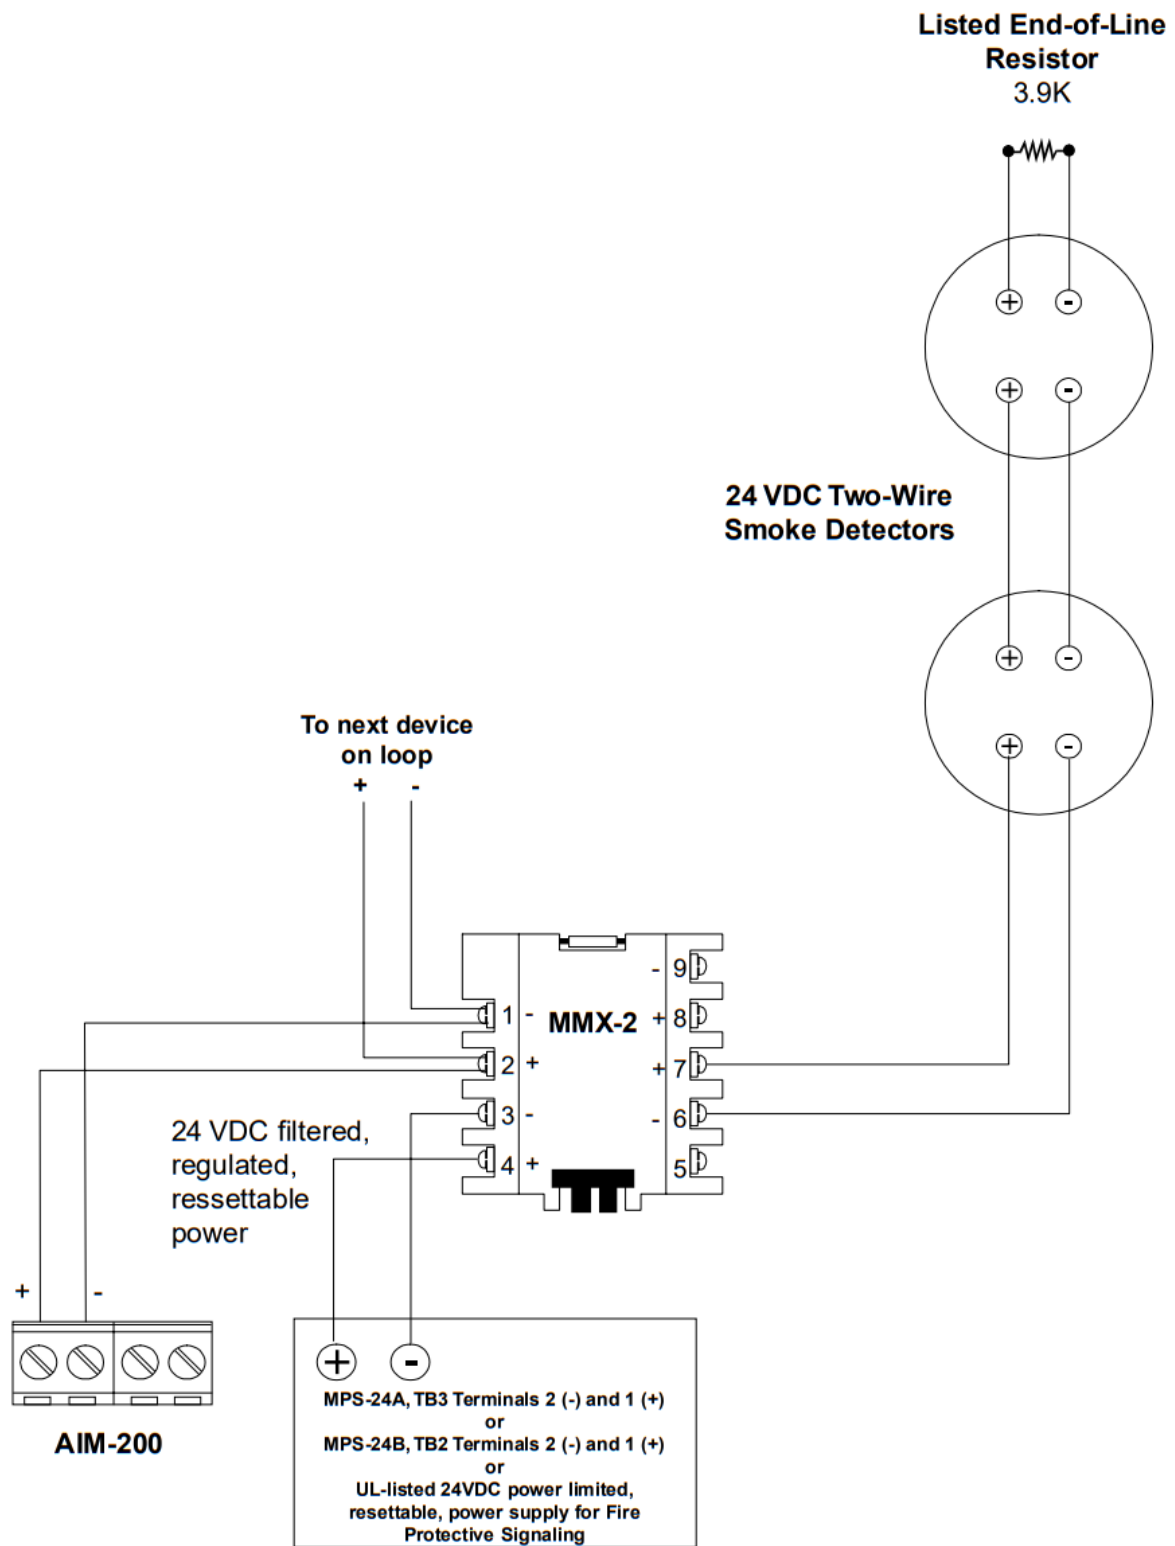 Listed End-of-Line
Resistor
3.9K
+ -
+ -
24 VDC Two-Wire
Smoke Detectors
+ -
+ -
To next device
on loop
+ -
- 9
1 - MMX-2 + 8
2 + + 7
3 - - 6
4 + 5
24 VDC filtered,
regulated,
ressettable
power
+ -
AIM-200
+ -
MPS-24A, TB3 Terminals 2 (-) and 1 (+)
or
MPS-24B, TB2 Terminals 2 (-) and 1 (+)
or
UL-listed 24VDC power limited,
resettable, power supply for Fire
Protective Signaling